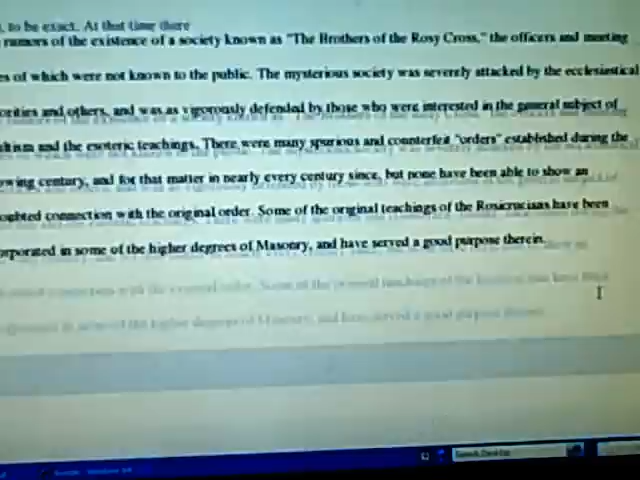 , to be exact. At that time there
rumors of the existence of a society known as "The Brothers of the Rosy Cross," the officers and meeting
es of which were not known to the public. The mysterious society was severely attacked by the ecclesiastical
orities and others, and was as vigorously defended by those who were interested in the general subject of
ultism and the esoteric teachings. There were many spurious and counterfeit "orders" established during the
owing century, and for that matter in nearly every century since, but none have been able to show an
oubted connection with the original order. Some of the original teachings of the Rosicrucians have been
orporated in some of the higher degrees of Masonry, and have served a good purpose therein.
Search Desktop